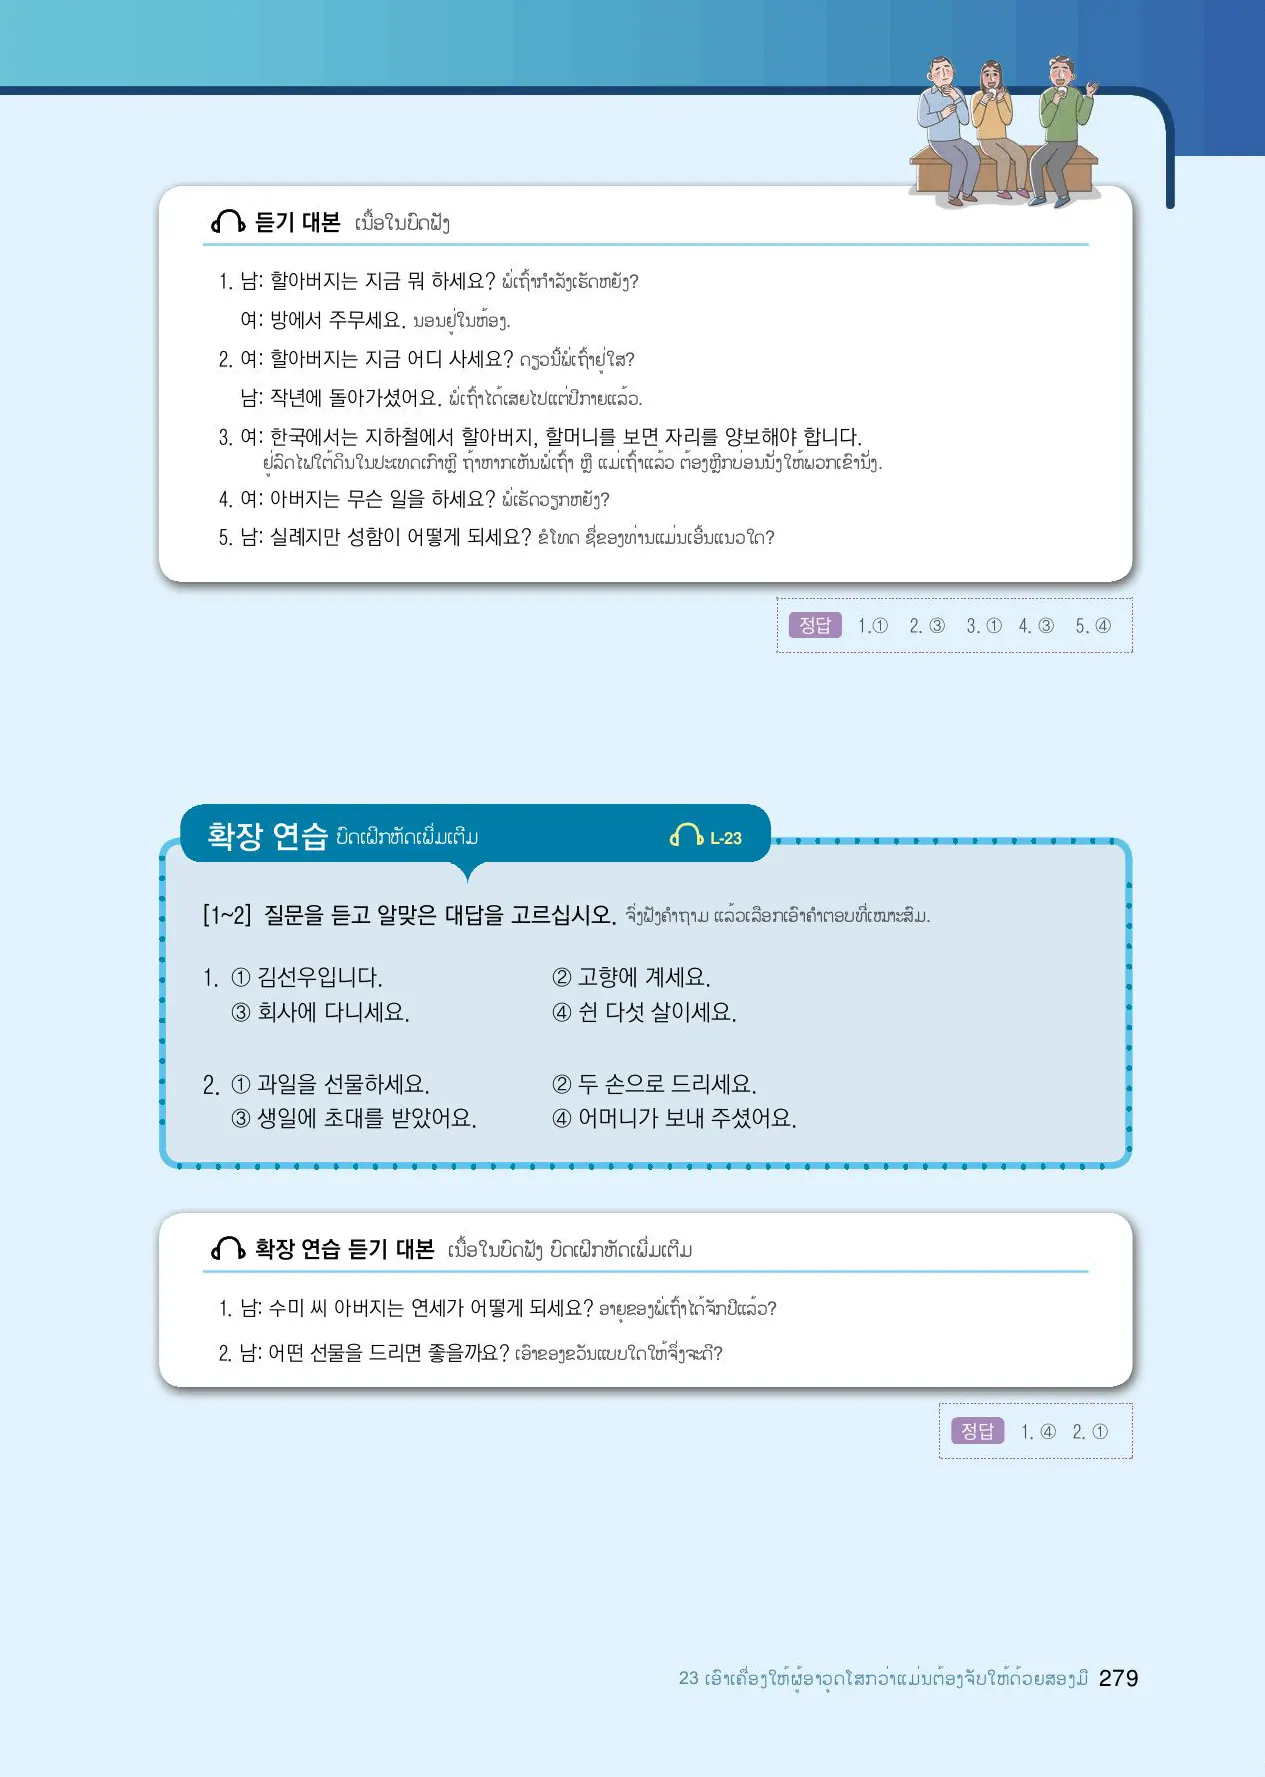 듣기 대본 ເນື້ອໃນບົດຟັງ
1. 남: 할아버지는 지금 뭐 하세요? ພໍ່ເຖົ້າກຳລັງເຮັດຫຍັງ?
여: 방에서 주무세요. ນອນຢູ່ໃນຫ້ອງ.
2. 여: 할아버지는 지금 어디 사세요? ດຽວນີ້ພໍ່ເຖົ້າຢູ່ໃສ?
남: 작년에 돌아가셨어요. ພໍ່ເຖົ້າໄດ້ເສຍໄປແຕ່ປີກາຍແລ້ວ.
3. 여: 한국에서는 지하철에서 할아버지, 할머니를 보면 자리를 양보해야 합니다.
ຢູ່ລົດໄຟໃຕ້ດິນໃນປະເທດເກົາຫຼີ ຖ້າຫາກເຫັນພໍ່ເຖົ້າ ຫຼື ແມ່ເຖົ້າແລ້ວ ຕ້ອງຫຼີກບ່ອນນັ່ງໃຫ້ພວກເຂົານັ່ງ.
4. 여: 아버지는 무슨 일을 하세요? ພໍ່ເຮັດວຽກຫຍັງ?
5. 남: 실례지만 성함이 어떻게 되세요? ຂໍໂທດ ຊື່ຂອງທ່ານແມ່ນເອີ້ນແນວໃດ?
정답 1.① 2. ③ 3. ① 4. ③ 5. ④
확장 연습 ບົດເຝິກຫັດເພີ່ມເຕີມ L-23
[1~2] 질문을 듣고 알맞은 대답을 고르십시오. ຈົ່ງຟັງຄຳຖາມ ແລ້ວເລືອກເອົາຄຳຕອບທີ່ເໝາະສົມ.
1. ① 김선우입니다. ② 고향에 계세요.
③ 회사에 다니세요. ④ 쉰 다섯 살이세요.
2. ① 과일을 선물하세요. ② 두 손으로 드리세요.
③ 생일에 초대를 받았어요. ④ 어머니가 보내 주셨어요.
확장 연습 듣기 대본 ເນື້ອໃນບົດຟັງ ບົດເຝິກຫັດເພີ່ມເຕີມ
1. 남: 수미 씨 아버지는 연세가 어떻게 되세요? ອາຍຸຂອງພໍ່ເຖົ້າໄດ້ຈັກປີແລ້ວ?
2. 남: 어떤 선물을 드리면 좋을까요? ເອົາຂອງຂວັນແບບໃດໃຫ້ຈຶ່ງຈະດີ?
정답 1. ④ 2. ①
23 ເອົາເຄື່ອງໃຫ້ຜູ້ອາວຸດໂສກວ່າແມ່ນຕ້ອງຈັບໃຫ້ດ້ວຍສອງມື 279